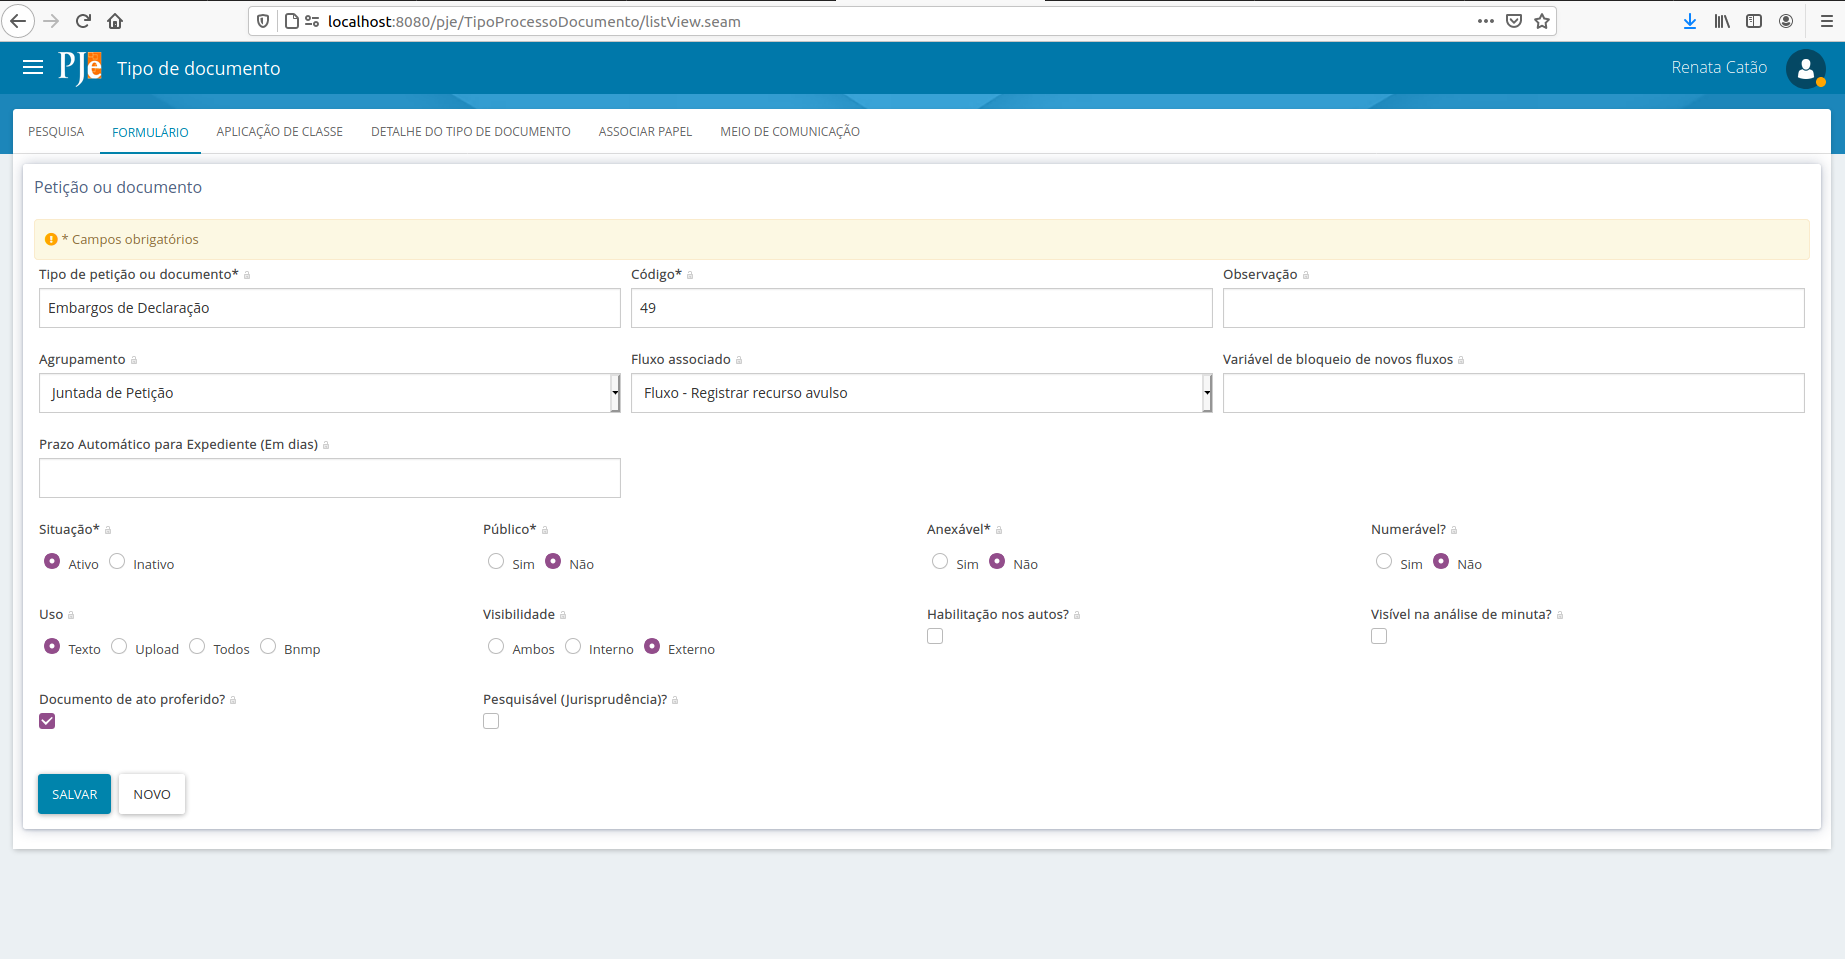 localhost:8080/pje/TipoProcessoDocumento/listView.seam
PJe Tipo de documento
Renata Catão
PESQUISA FORMULÁRIO APLICAÇÃO DE CLASSE DETALHE DO TIPO DE DOCUMENTO ASSOCIAR PAPEL MEIO DE COMUNICAÇÃO
Petição ou documento
* Campos obrigatórios
Tipo de petição ou documento* Código* Observação
Embargos de Declaração 49
Agrupamento Fluxo associado Variável de bloqueio de novos fluxos
Juntada de Petição Fluxo - Registrar recurso avulso
Prazo Automático para Expediente (Em dias)
Situação* Público* Anexável* Numerável?
Ativo Inativo Sim Não Sim Não Sim Não
Uso Visibilidade Habilitação nos autos? Visível na análise de minuta?
Texto Upload Todos Bnmp Ambos Interno Externo
Documento de ato proferido? Pesquisável (Jurisprudência)?
SALVAR NOVO